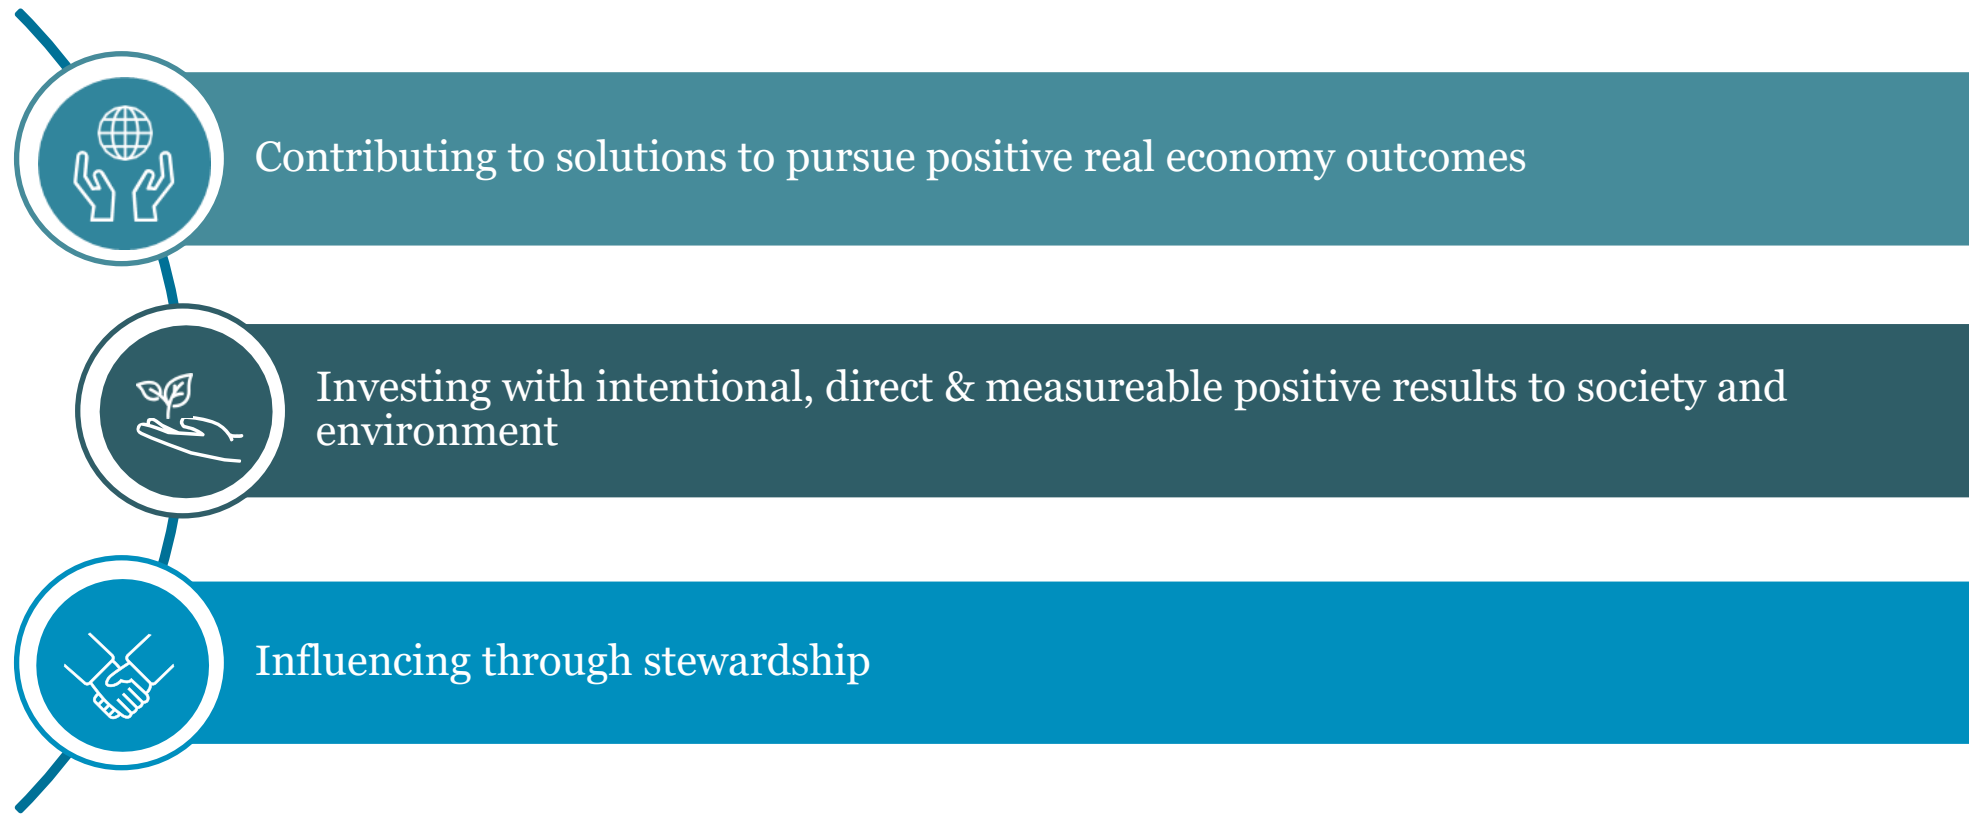 Contributing to solutions to pursue positive real economy outcomes
Investing with intentional, direct & measureable positive results to society and
environment
Influencing through stewardship